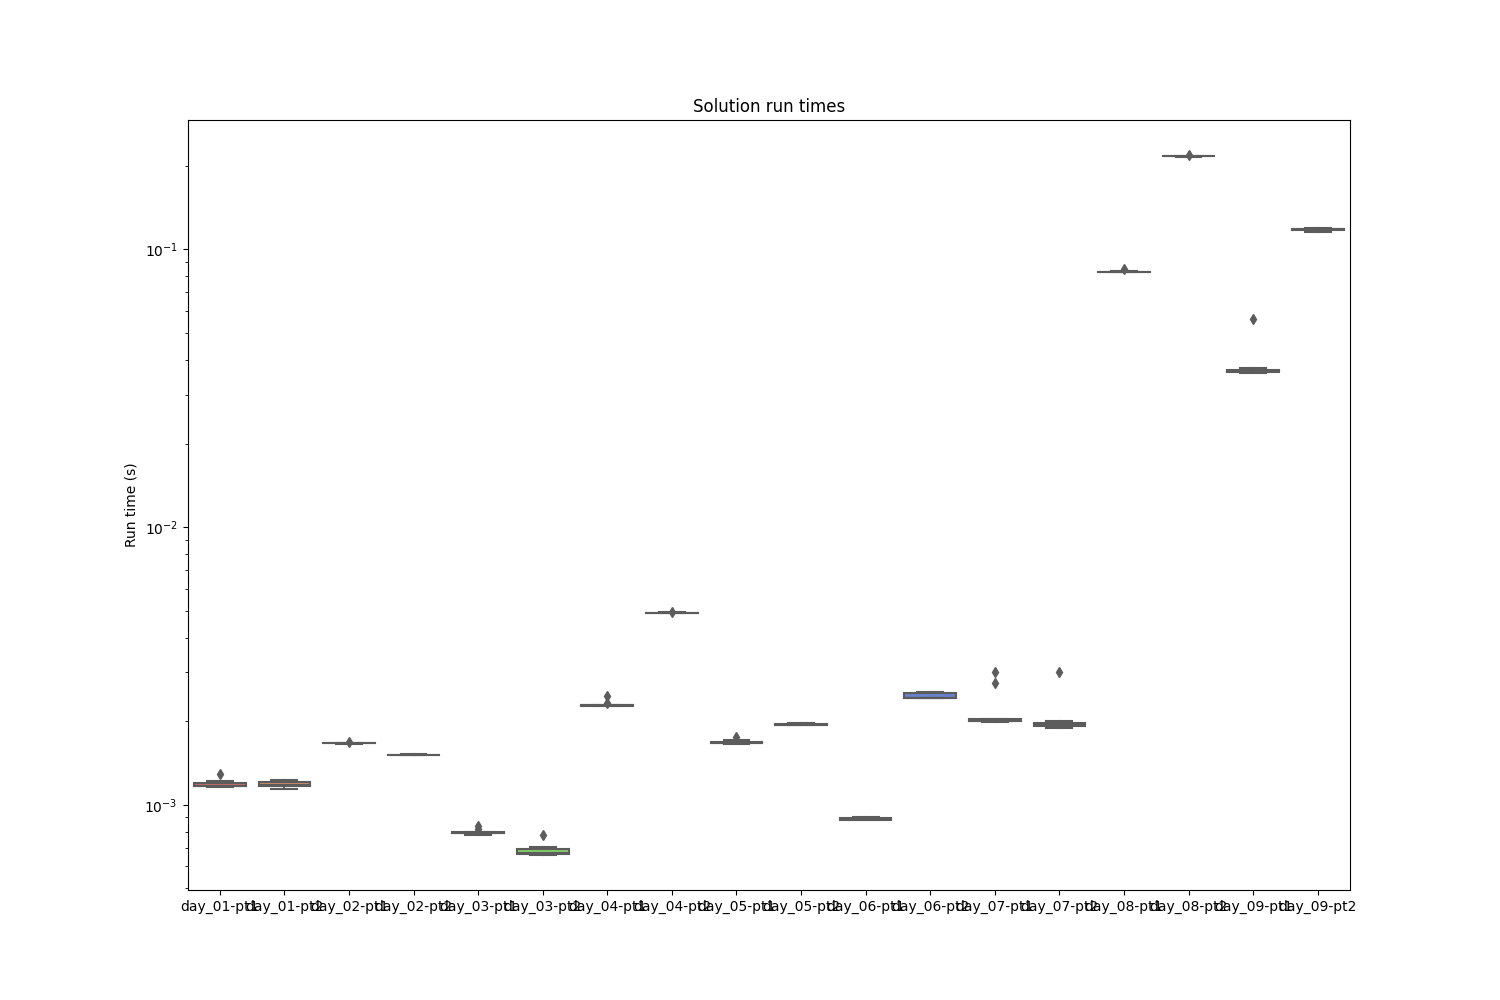 Solution run times
Run time (s)
10⁻¹
10⁻²
10⁻³
day_01-pt1 day_01-pt2 day_02-pt1 day_02-pt2 day_03-pt1 day_03-pt2 day_04-pt1 day_04-pt2 day_05-pt1 day_05-pt2 day_06-pt1 day_06-pt2 day_07-pt1 day_07-pt2 day_08-pt1 day_08-pt2 day_09-pt1 day_09-pt2